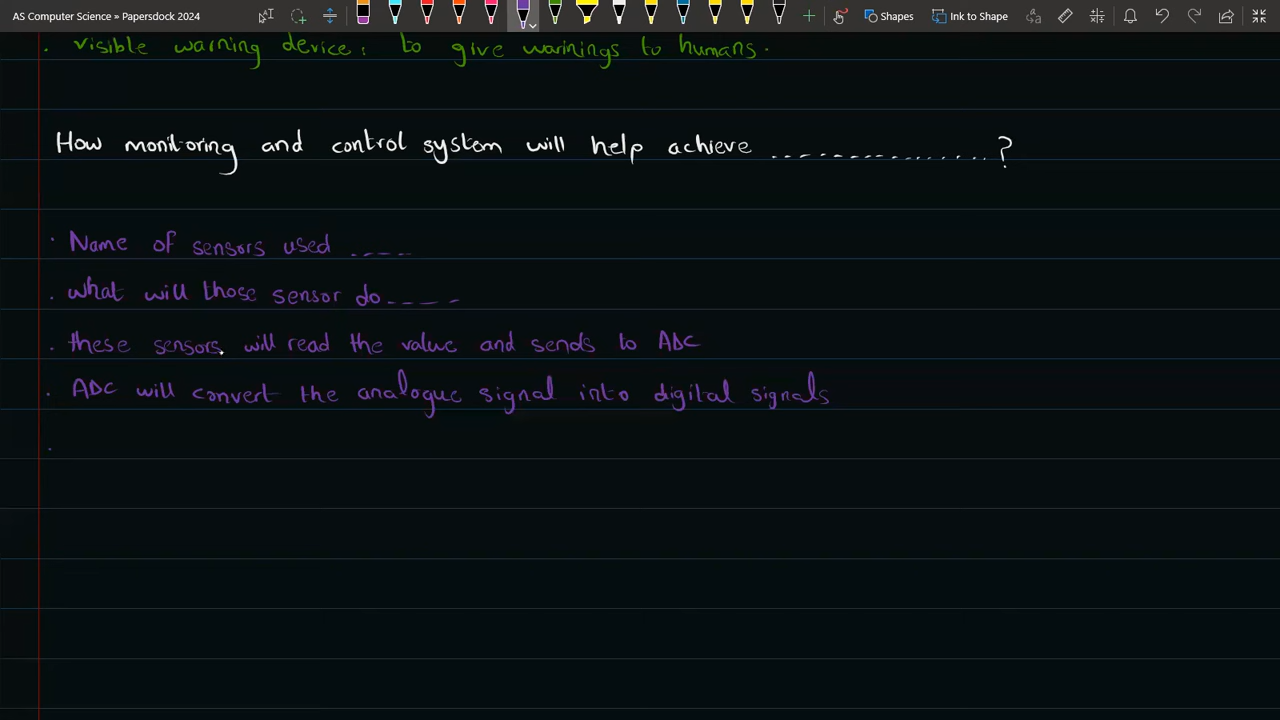 AS Computer Science » Papersdock 2024
Shapes
Ink to Shape
. visible warning device: to give warnings to humans.
How monitoring and control system will help achieve ..................?
. Name of sensors used .....
. what will those sensor do.....
. these sensors will read the value and sends to ADC
. ADC will convert the analogue signal into digital signals
.